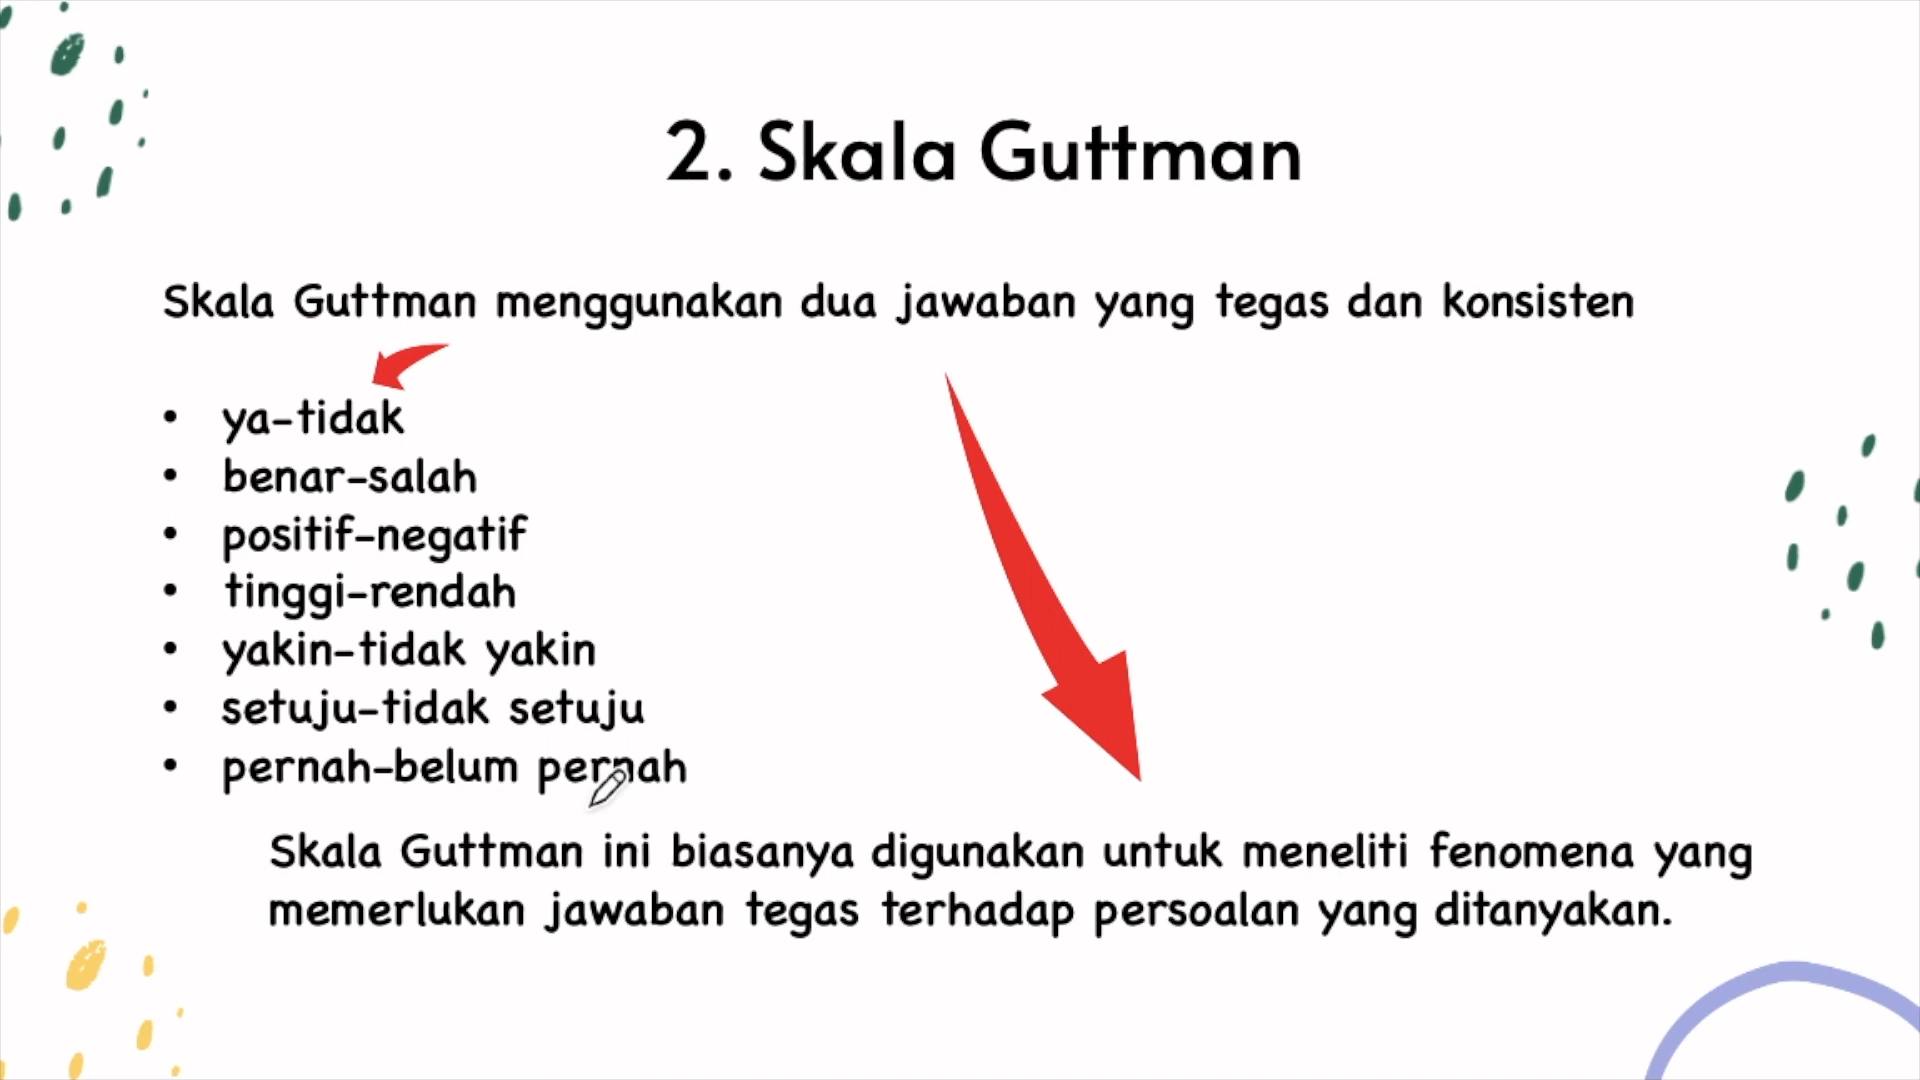 2. Skala Guttman
Skala Guttman menggunakan dua jawaban yang tegas dan konsisten
• ya-tidak
• benar-salah
• positif-negatif
• tinggi-rendah
• yakin-tidak yakin
• setuju-tidak setuju
• pernah-belum pernah
Skala Guttman ini biasanya digunakan untuk meneliti fenomena yang
memerlukan jawaban tegas terhadap persoalan yang ditanyakan.